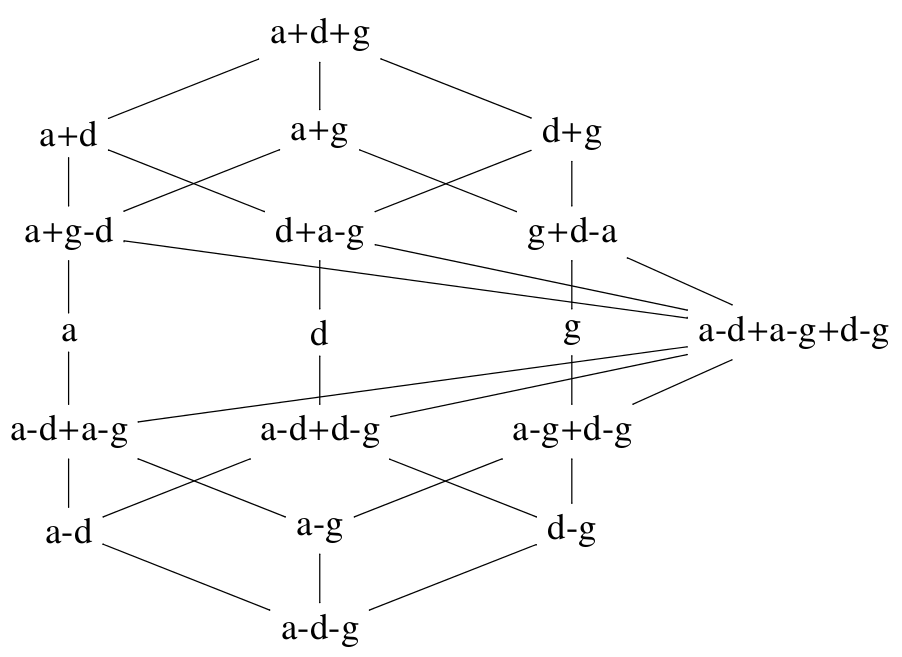 a+d+g
a+d a+g d+g
a+g-d d+a-g g+d-a
a d g a-d+a-g+d-g
a-d+a-g a-d+d-g a-g+d-g
a-d a-g d-g
a-d-g